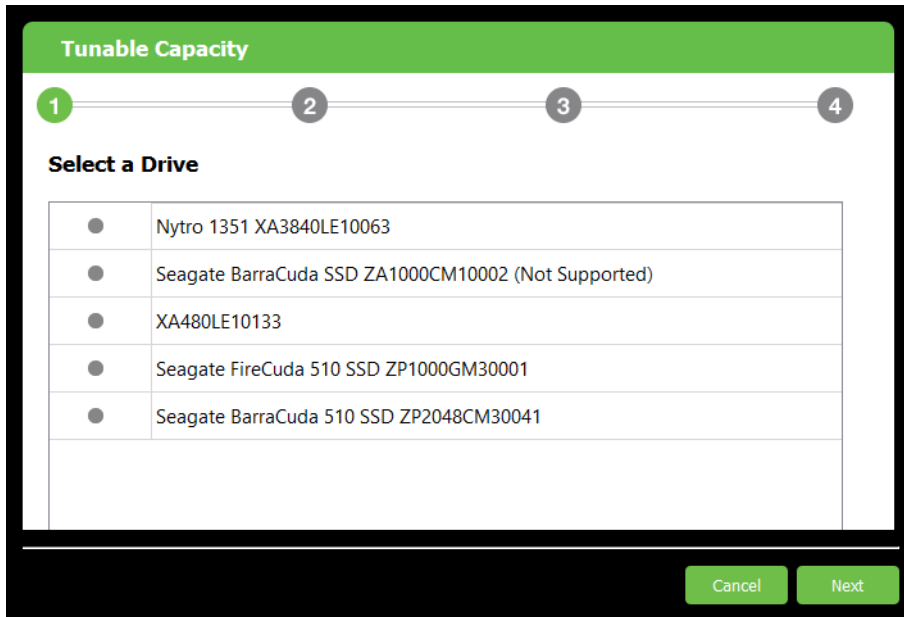 Tunable Capacity
1 2 3 4
Select a Drive
Nytro 1351 XA3840LE10063
Seagate BarraCuda SSD ZA1000CM10002 (Not Supported)
XA480LE10133
Seagate FireCuda 510 SSD ZP1000GM30001
Seagate BarraCuda 510 SSD ZP2048CM30041
Cancel Next